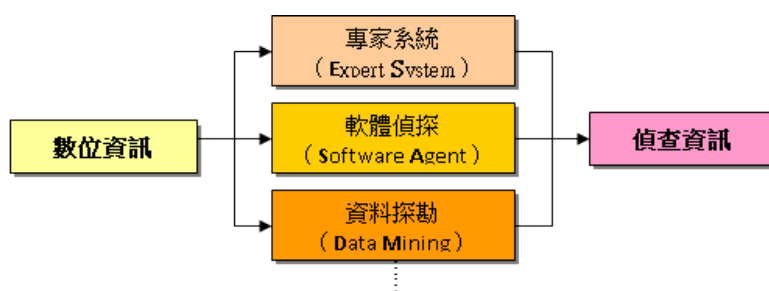 專家系統
（Expert System）
數位資訊
軟體偵探
（Software Agent）
偵查資訊
資料探勘
（Data Mining）